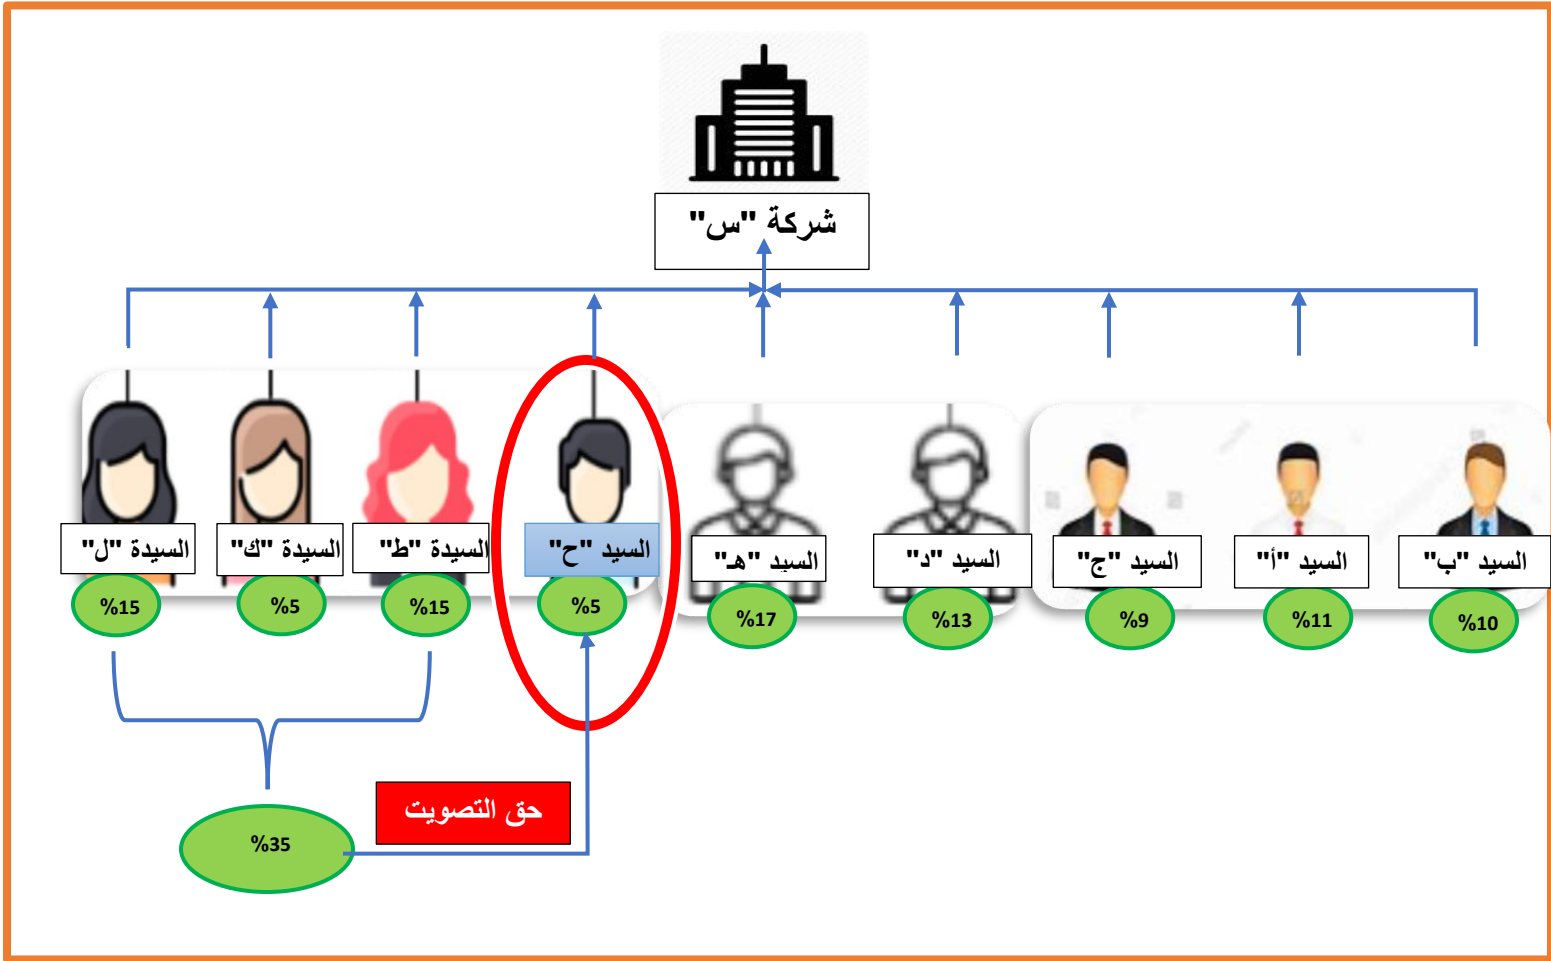 شركة "س"
السيد "ب"
السيد "أ"
السيد "ج"
السيد "د"
السيد "هـ"
السيد "ح"
السيدة "ط"
السيدة "ك"
السيدة "ل"
%10
%11
%9
%13
%17
%5
%15
%5
%15
حق التصويت
%35